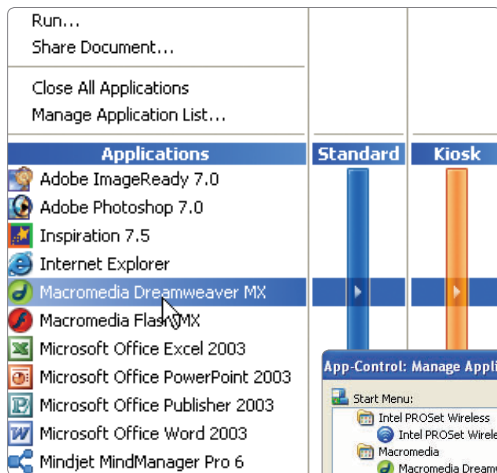 Run...
Share Document...
Close All Applications
Manage Application List...
Applications Standard Kiosk
Adobe ImageReady 7.0
Adobe Photoshop 7.0
Inspiration 7.5
Internet Explorer
Macromedia Dreamweaver MX
Macromedia Flash MX
Microsoft Office Excel 2003
Microsoft Office PowerPoint 2003
Microsoft Office Publisher 2003
Microsoft Office Word 2003
Mindjet MindManager Pro 6
App-Control: Manage Appli
Start Menu:
Intel PROSet Wireless
Intel PROSet Wirele
Macromedia
Macromedia Dream